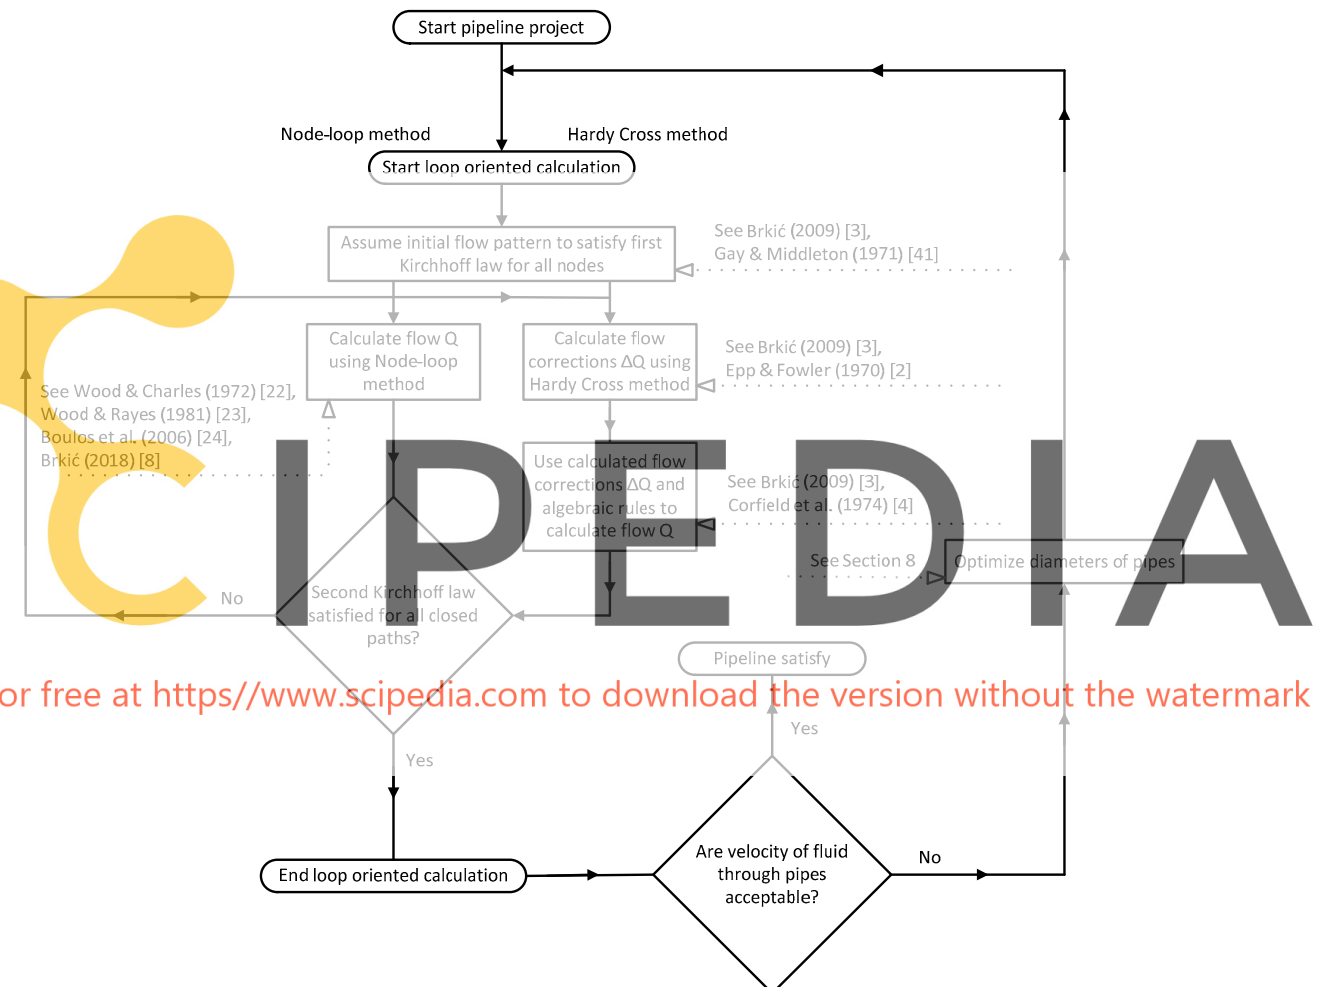 Start pipeline project
Node-loop method
Hardy Cross method
Start loop oriented calculation
Assume initial flow pattern to satisfy first
Kirchhoff law for all nodes
See Brkić (2009) [3],
Gay & Middleton (1971) [41]
Calculate flow Q
using Node-loop
method
Calculate flow
corrections ΔQ using
Hardy Cross method
See Brkić (2009) [3],
Epp & Fowler (1970) [2]
See Wood & Charles (1972) [22],
Wood & Rayes (1981) [23],
Boulos et al. (2006) [24],
Brkić (2018) [8]
Use calculated flow
corrections ΔQ and
algebraic rules to
calculate flow Q
See Brkić (2009) [3],
Corfield et al. (1974) [4]
See Section 8
Optimize diameters of pipes
CIPEDIA
No
Second Kirchhoff law
satisfied for all closed
paths?
Pipeline satisfy
or free at https//www.scipedia.com to download the version without the watermark
Yes
Yes
Are velocity of fluid
through pipes
acceptable?
No
End loop oriented calculation